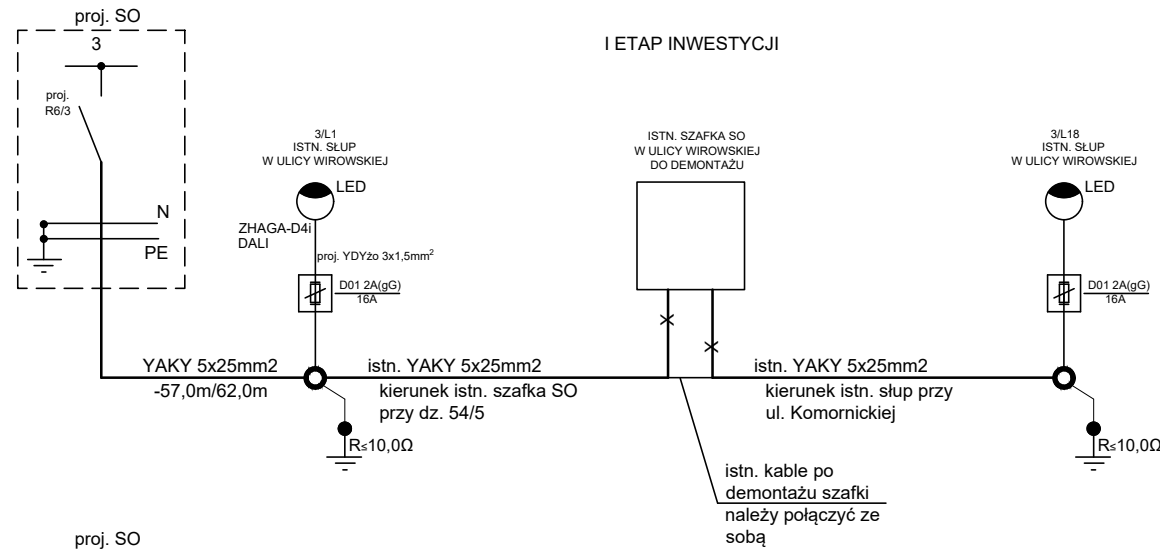 proj. SO
3
I ETAP INWESTYCJI
proj.
R6/3
3/L1
ISTN. SŁUP
W ULICY WIROWSKIEJ
LED
ZHAGA-D4i
DALI
proj. YDYżo 3x1,5mm²
D01 2A(gG)
16A
N
PE
ISTN. SZAFKA SO
W ULICY WIROWSKIEJ
DO DEMONTAŻU
3/L18
ISTN. SŁUP
W ULICY WIROWSKIEJ
LED
D01 2A(gG)
16A
YAKY 5x25mm2
-57,0m/62,0m
istn. YAKY 5x25mm2
kierunek istn. szafka SO
przy dz. 54/5
istn. YAKY 5x25mm2
kierunek istn. słup przy
ul. Komornickiej
R≤10,0Ω
R≤10,0Ω
istn. kable po
demontażu szafki
należy połączyć ze
sobą
proj. SO